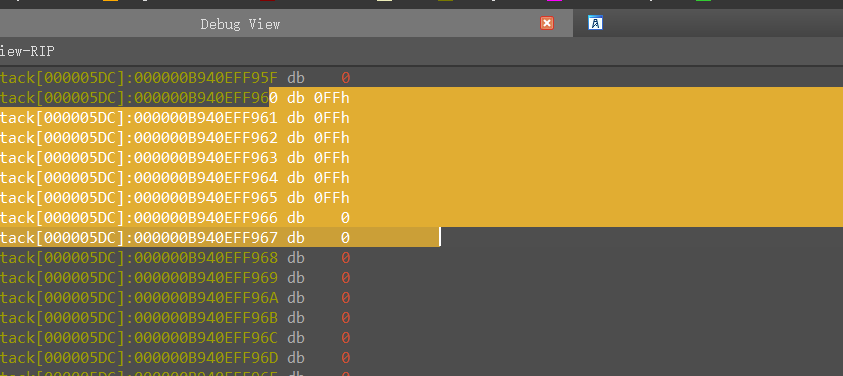 Debug View
iew-RIP
tack[000005DC]:000000B940EFF95F db 0
tack[000005DC]:000000B940EFF960 db 0FFh
tack[000005DC]:000000B940EFF961 db 0FFh
tack[000005DC]:000000B940EFF962 db 0FFh
tack[000005DC]:000000B940EFF963 db 0FFh
tack[000005DC]:000000B940EFF964 db 0FFh
tack[000005DC]:000000B940EFF965 db 0FFh
tack[000005DC]:000000B940EFF966 db 0
tack[000005DC]:000000B940EFF967 db 0
tack[000005DC]:000000B940EFF968 db 0
tack[000005DC]:000000B940EFF969 db 0
tack[000005DC]:000000B940EFF96A db 0
tack[000005DC]:000000B940EFF96B db 0
tack[000005DC]:000000B940EFF96C db 0
tack[000005DC]:000000B940EFF96D db 0